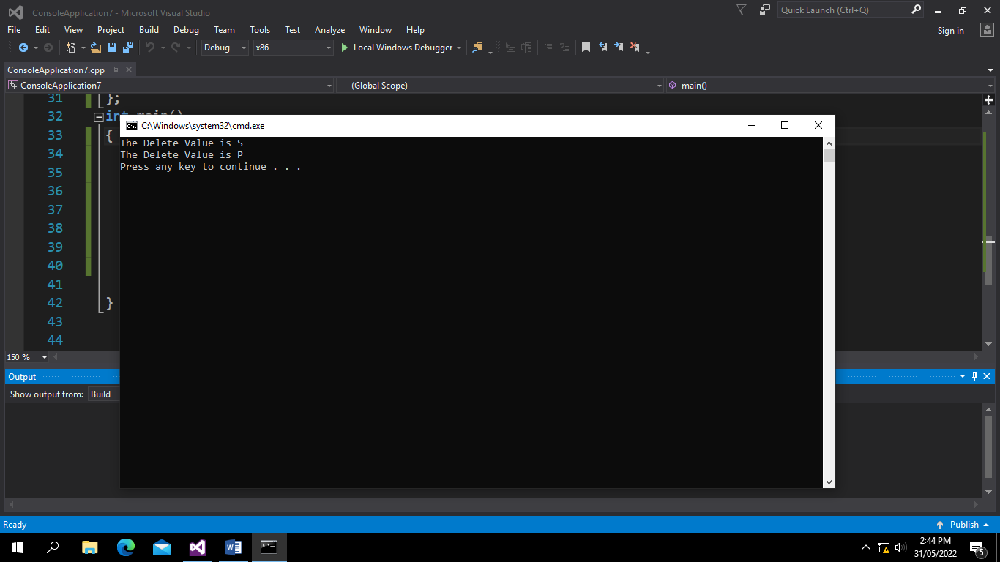 ConsoleApplication7 - Microsoft Visual Studio
Quick Launch (Ctrl+Q)
File Edit View Project Build Debug Team Tools Test Analyze Window Help
Sign in
Debug x86 Local Windows Debugger
ConsoleApplication7.cpp
ConsoleApplication7 (Global Scope) main()
31 };
32 int main()
33 {
34
35
36
37
38
39
40
41
42 }
43
44
C:\Windows\system32\cmd.exe
The Delete Value is S
The Delete Value is P
Press any key to continue . . .
150 %
Output
Show output from: Build
Ready
Publish
2:44 PM
31/05/2022
5